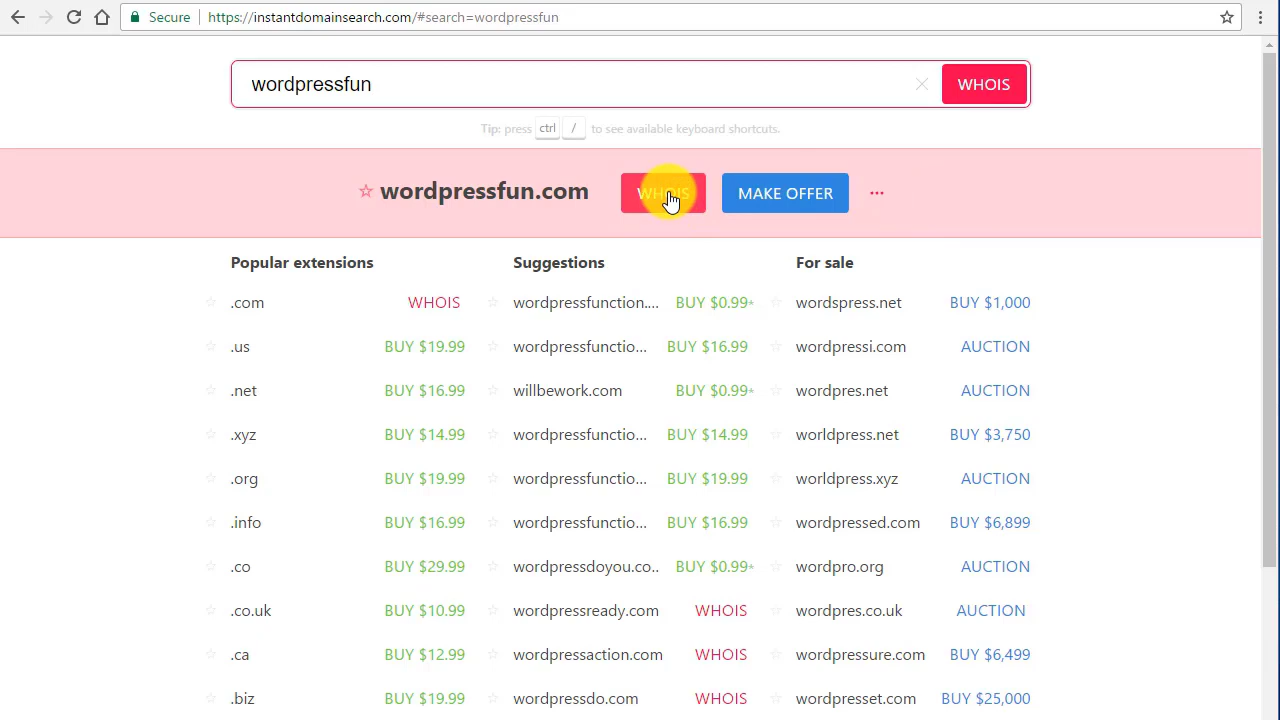 Secure https://instantdomainsearch.com/#search=wordpressfun
wordpressfun WHOIS
Tip: press ctrl / to see available keyboard shortcuts.
☆ wordpressfun.com WHOIS MAKE OFFER ···
Popular extensions Suggestions For sale
☆ .com WHOIS ☆ wordpressfunction.... BUY $0.99* ☆ wordspress.net BUY $1,000
☆ .us BUY $19.99 ☆ wordpressfunctio... BUY $16.99 ☆ wordpressi.com AUCTION
☆ .net BUY $16.99 ☆ willbework.com BUY $0.99* ☆ wordpres.net AUCTION
☆ .xyz BUY $14.99 ☆ wordpressfunctio... BUY $14.99 ☆ worldpress.net BUY $3,750
☆ .org BUY $19.99 ☆ wordpressfunctio... BUY $19.99 ☆ worldpress.xyz AUCTION
☆ .info BUY $16.99 ☆ wordpressfunctio... BUY $16.99 ☆ wordpressed.com BUY $6,899
☆ .co BUY $29.99 ☆ wordpressdoyou.co.. BUY $0.99* ☆ wordpro.org AUCTION
☆ .co.uk BUY $10.99 ☆ wordpressready.com WHOIS ☆ wordpres.co.uk AUCTION
☆ .ca BUY $12.99 ☆ wordpressaction.com WHOIS ☆ wordpressure.com BUY $6,499
☆ .biz BUY $19.99 ☆ wordpressdo.com WHOIS ☆ wordpresset.com BUY $25,000